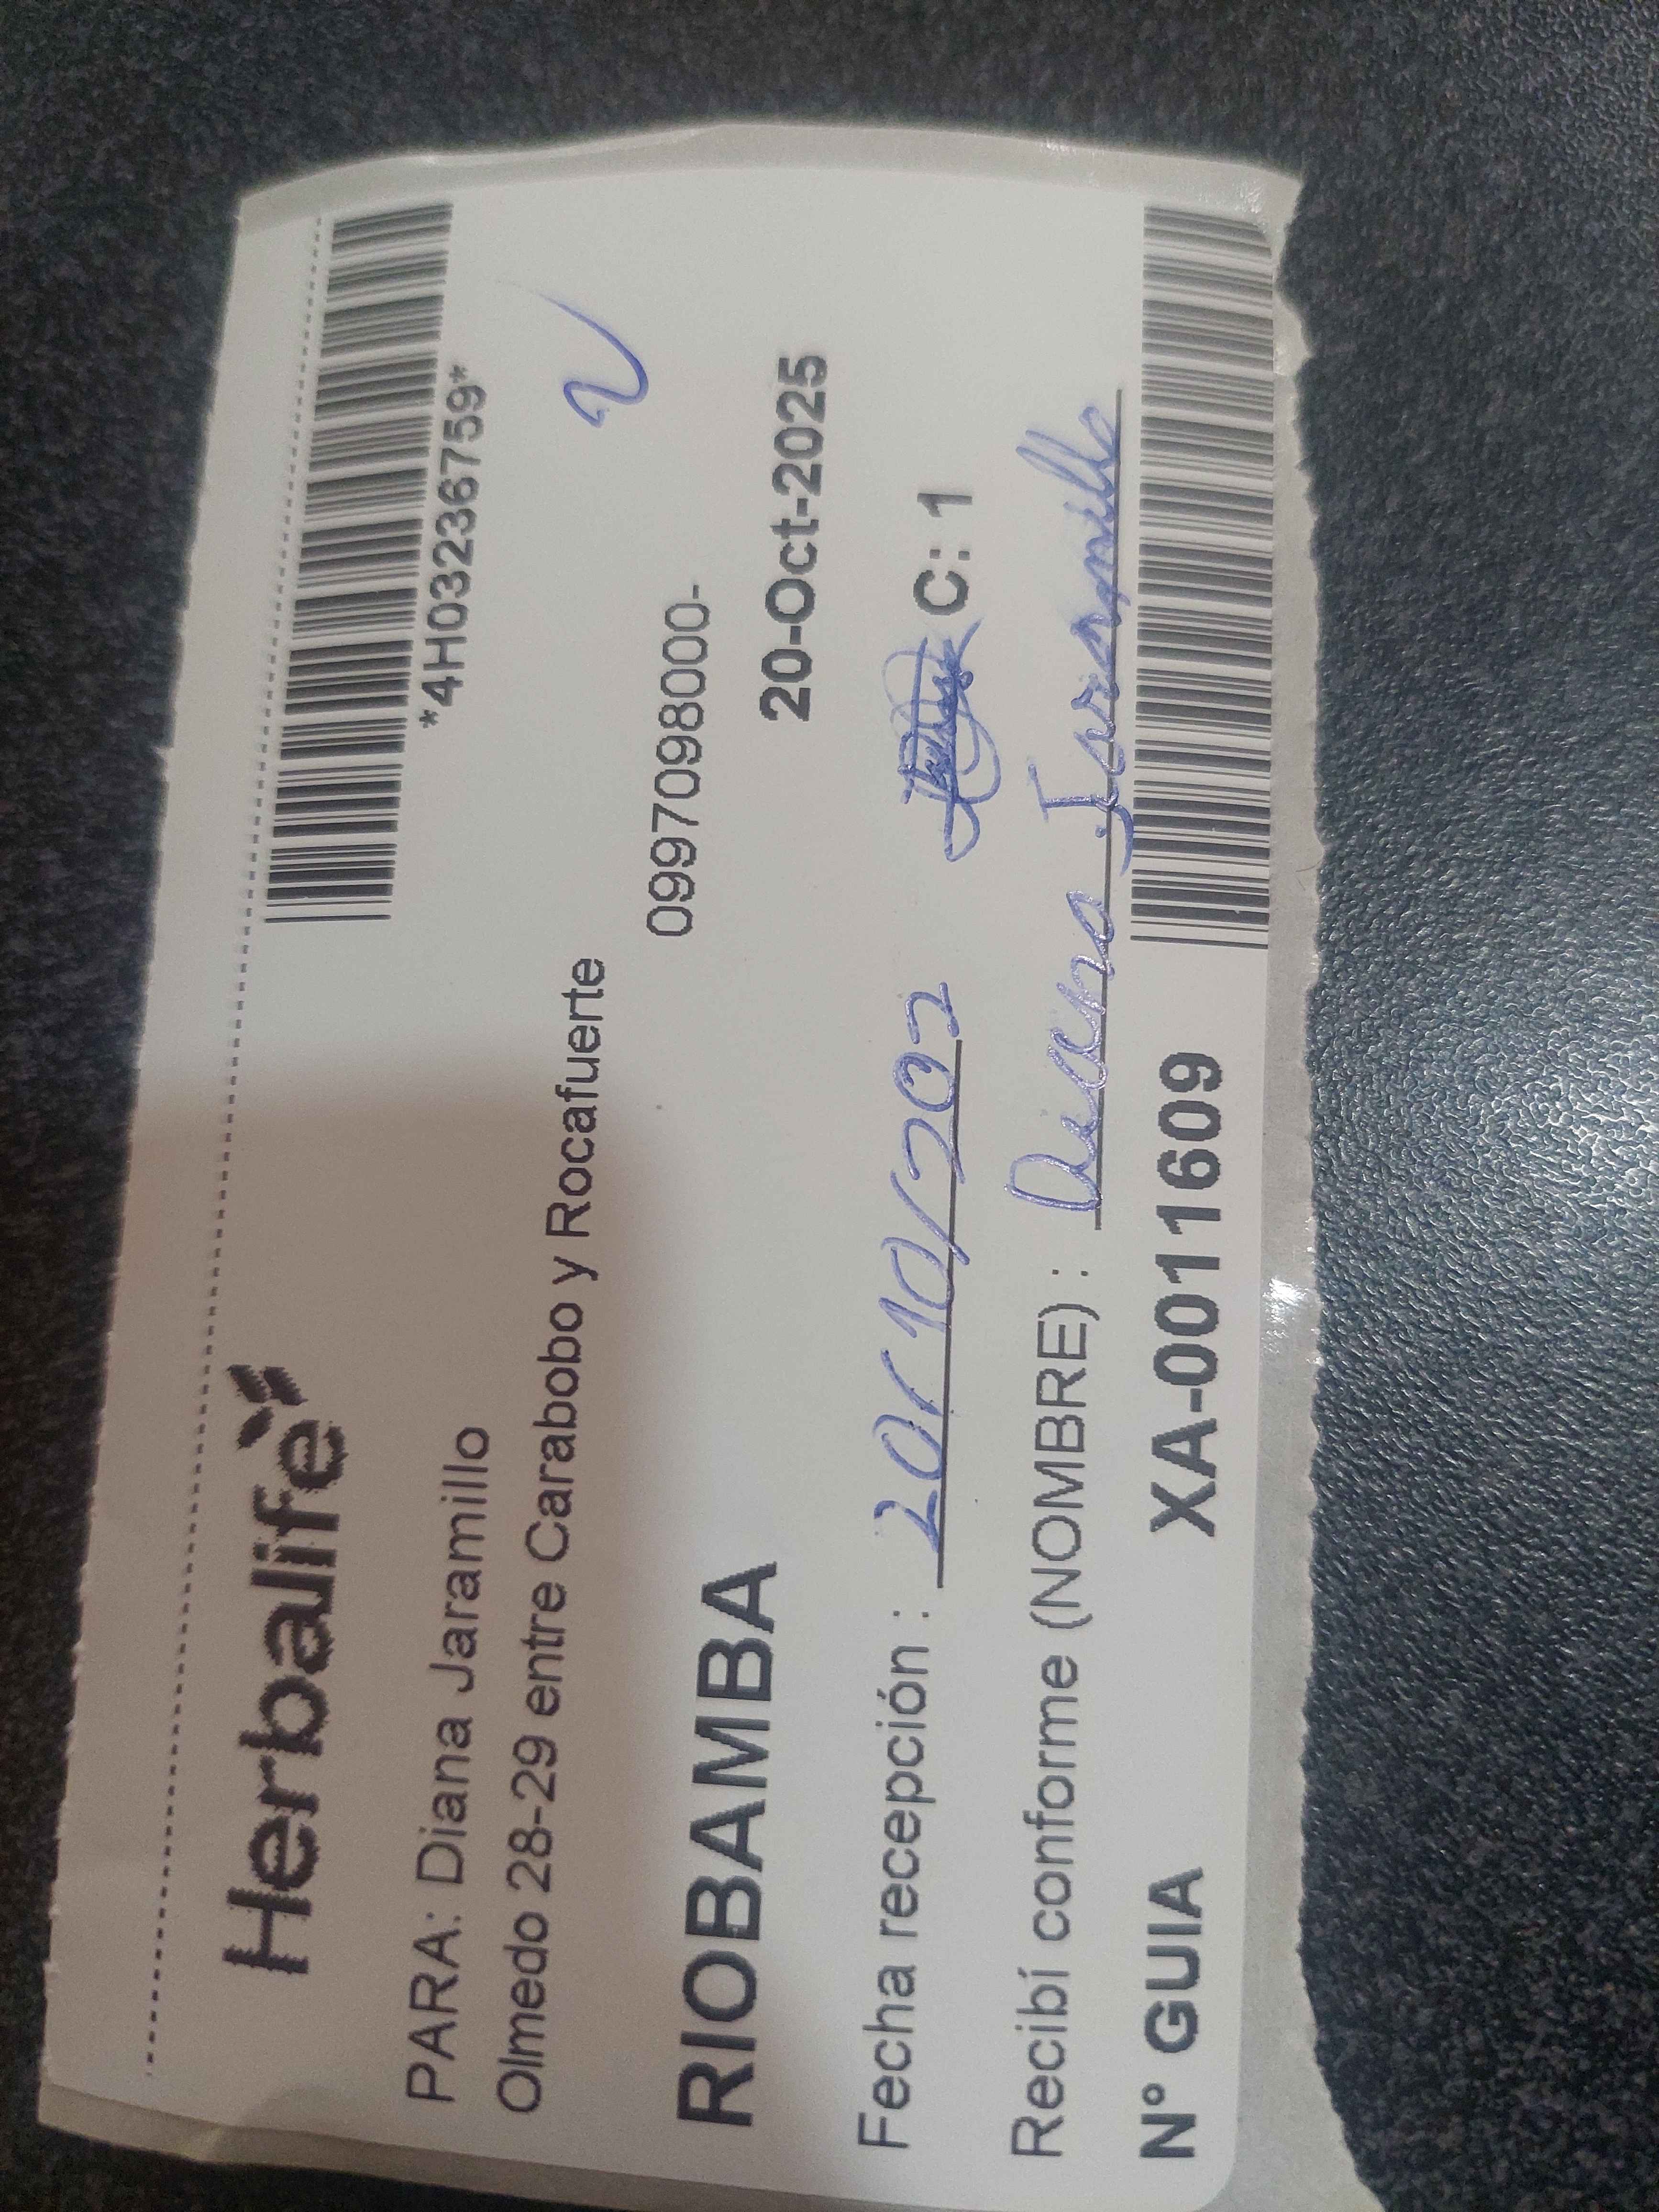 Herbalife
*4H03236759*
PARA: Diana Jaramillo
Olmedo 28-29 entre Carabobo y Rocafuerte
0997098000-
RIOBAMBA
20-Oct-2025
Fecha recepción : 20/10/202
C: 1
Recibí conforme (NOMBRE) : Diana Jaramillo
N° GUIA XA-0011609